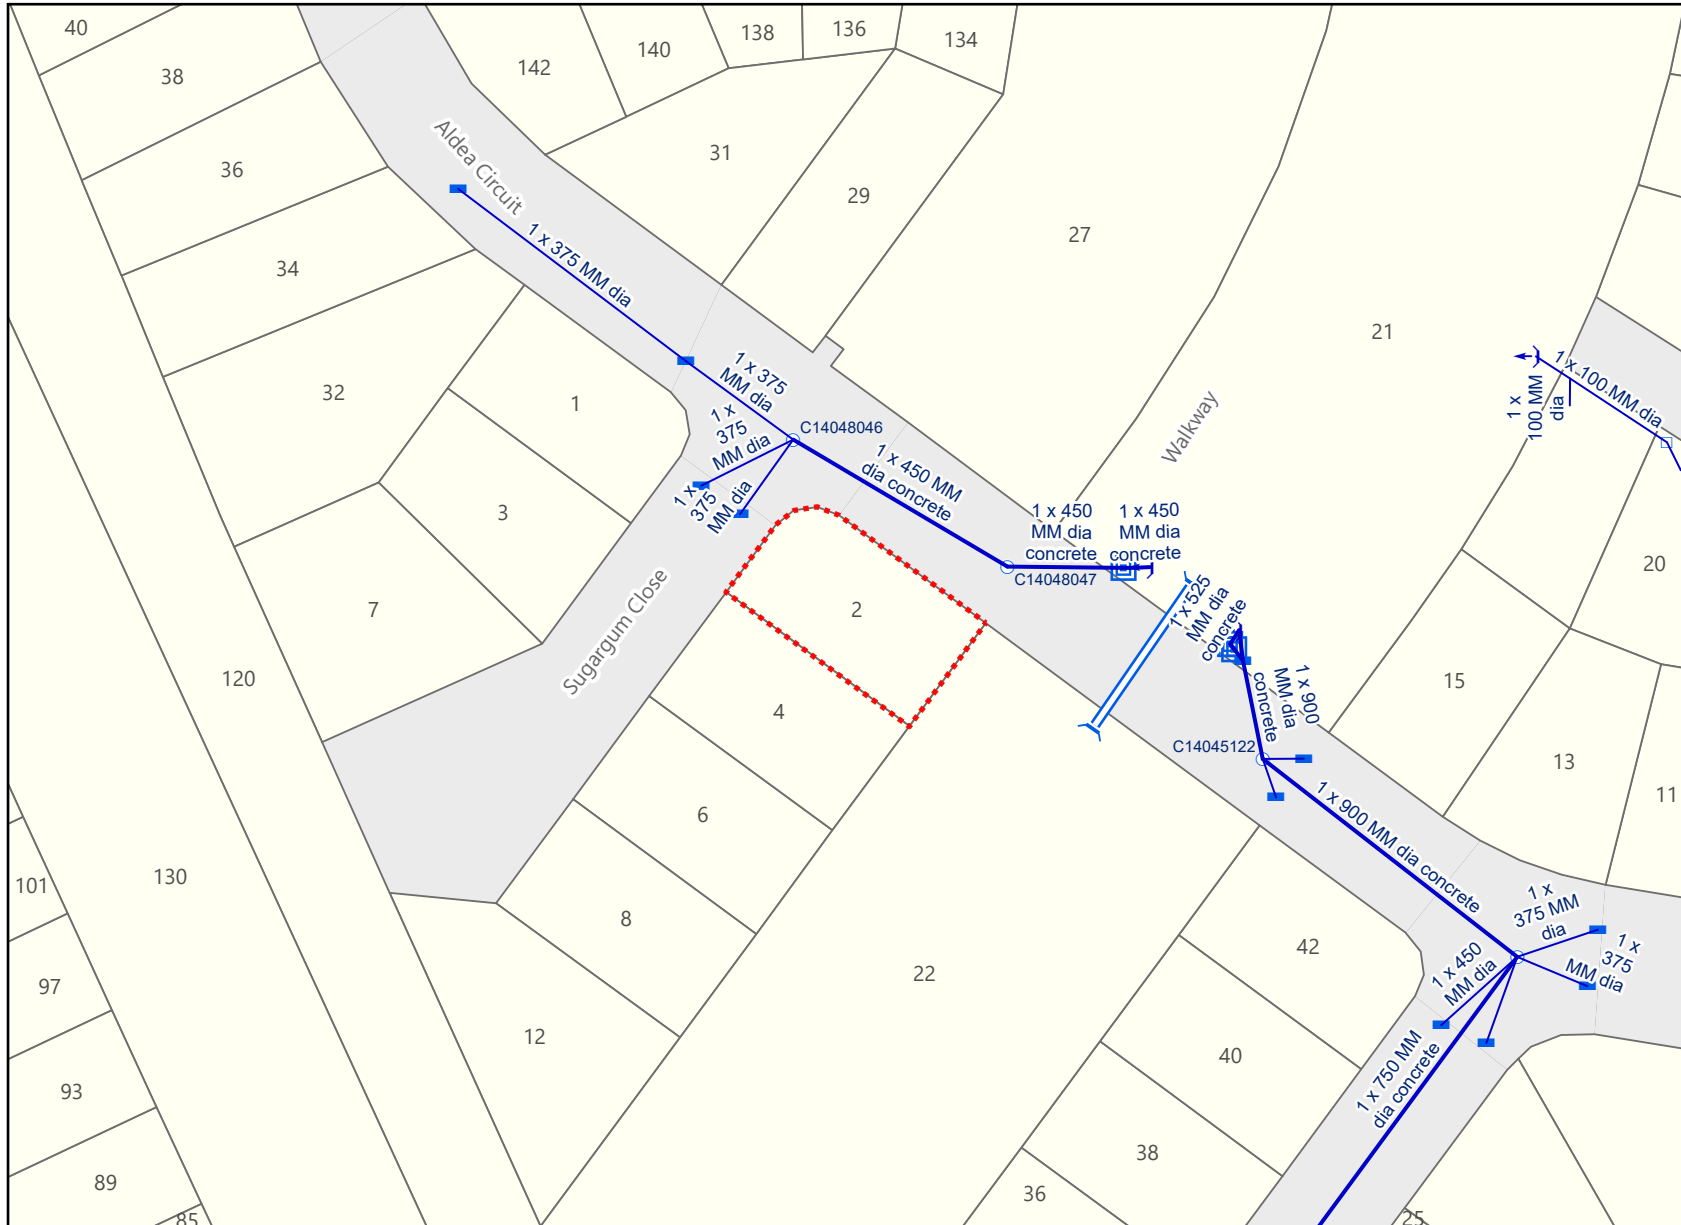 40
38
142
140
138
136
134
36
Aldea Circuit
31
29
27
34
1 x 375 MM dia
21
32
1
1 x 375
MM dia
1 x
375
MM dia
C14048046
1 x
375
MM dia
1 x 450 MM
dia concrete
Walkway
1 x 100 MM dia
1 x
100 MM
dia
3
1 x 450
MM dia
concrete
1 x 450
MM dia
concrete
C14048047
20
7
Sugargum Close
2
1 x 525
MM dia
concrete
120
4
C14045122
1 x 900
MM dia
concrete
15
13
11
6
1 x 900 MM dia concrete
101
130
8
22
42
1 x
375 MM
dia
1 x
375
MM dia
1 x 450
MM dia
97
12
40
1 x 750 MM
dia concrete
93
38
36
89
85
25